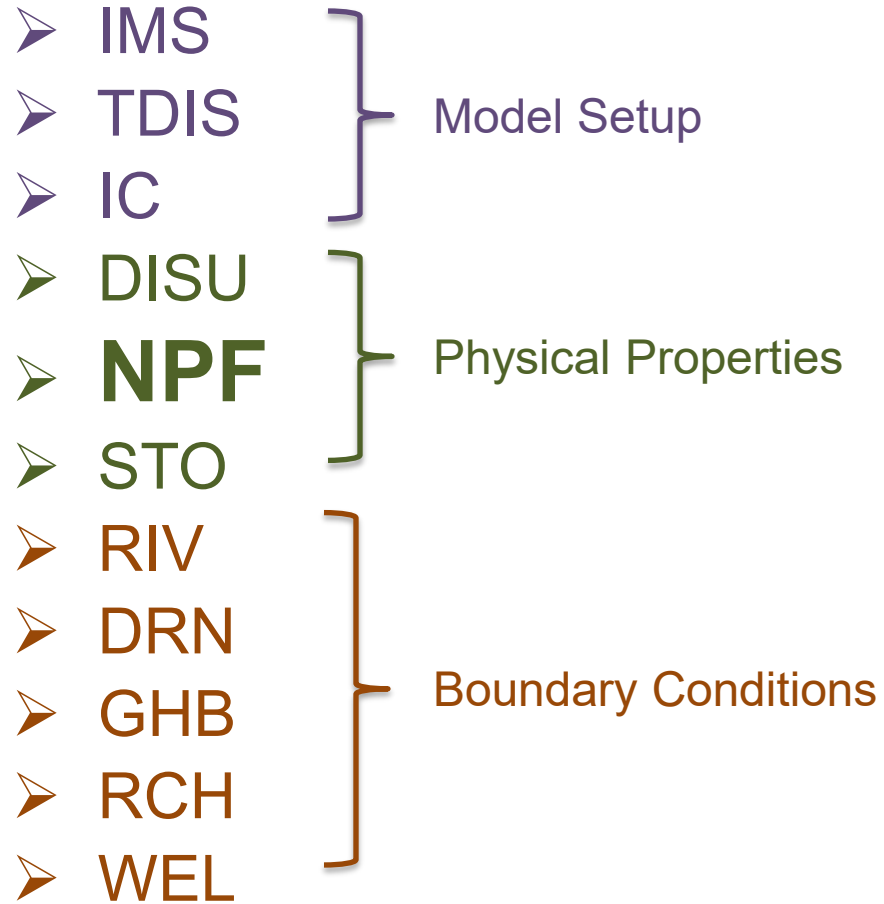 ➢ IMS
➢ TDIS
➢ IC
Model Setup
➢ DISU
➢ NPF
➢ STO
Physical Properties
➢ RIV
➢ DRN
➢ GHB
➢ RCH
➢ WEL
Boundary Conditions